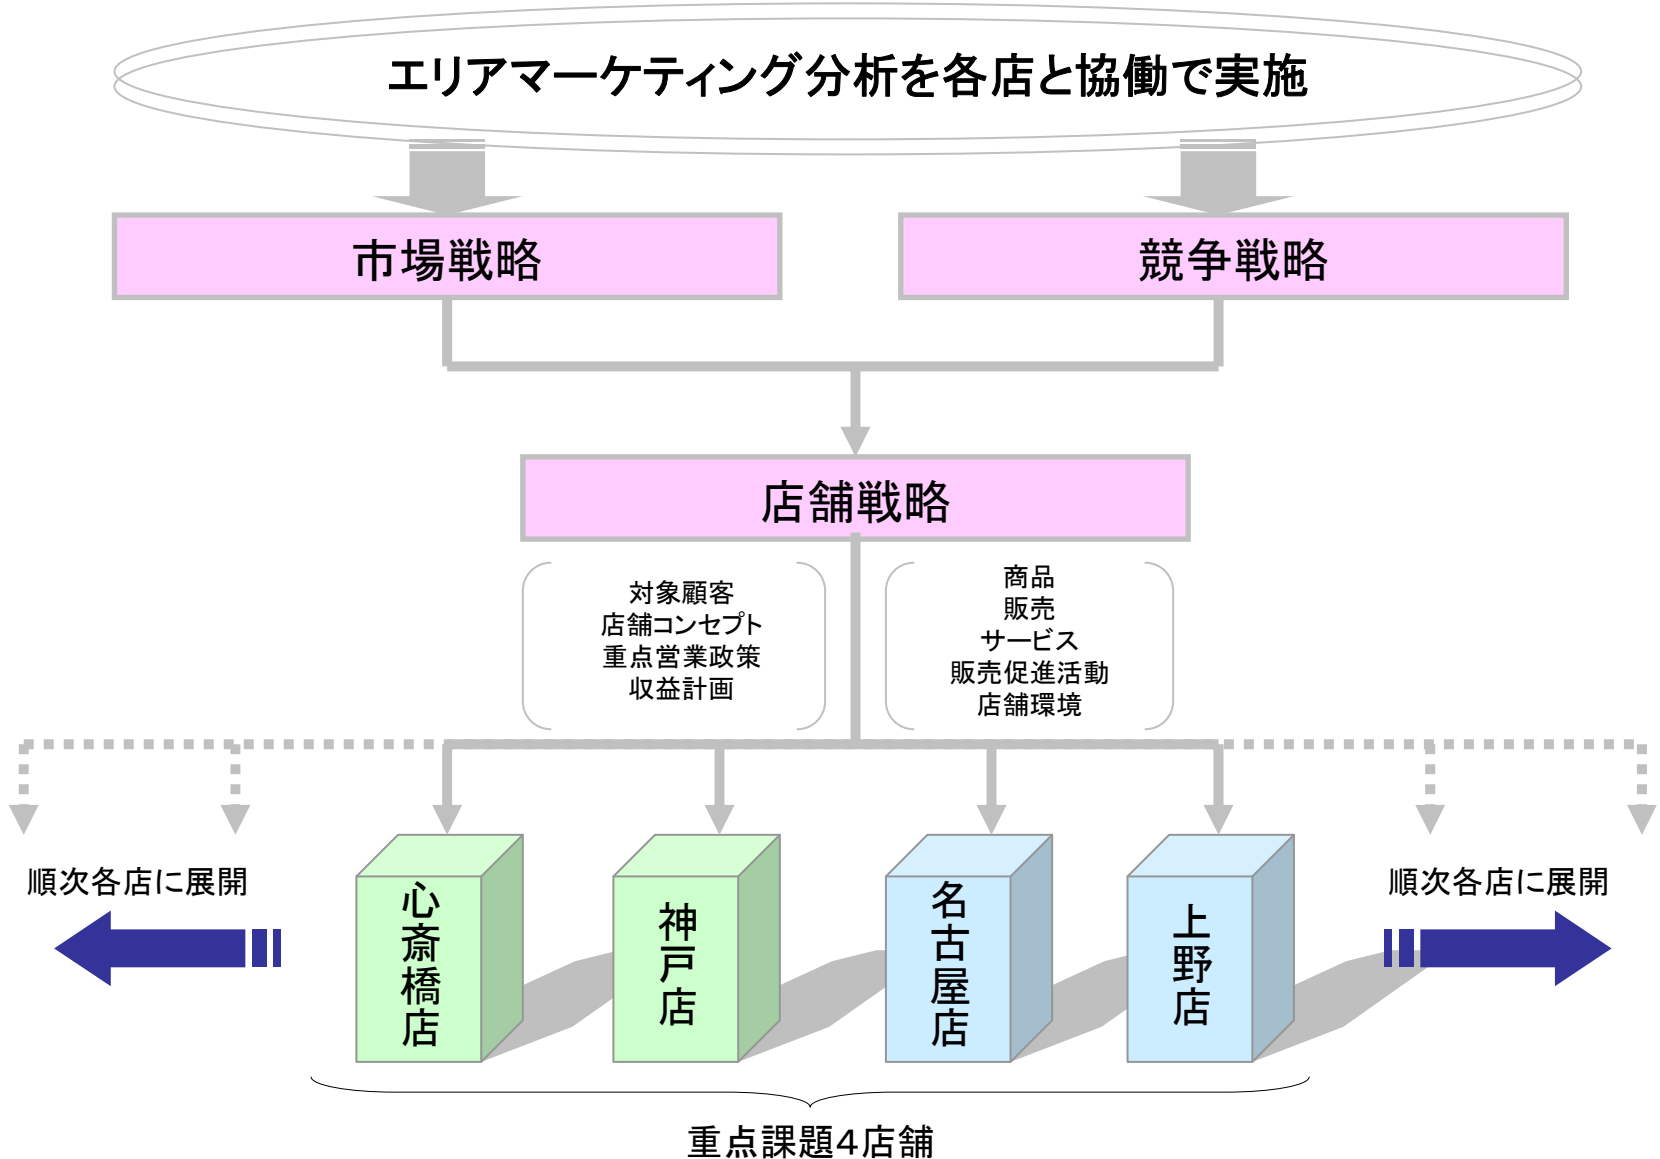 エリアマーケティング分析を各店と協働で実施
市場戦略
競争戦略
店舗戦略
対象顧客
店舗コンセプト
重点営業政策
収益計画
商品
販売
サービス
販売促進活動
店舗環境
順次各店に展開
心斎橋店
神戸店
名古屋店
上野店
順次各店に展開
重点課題４店舗